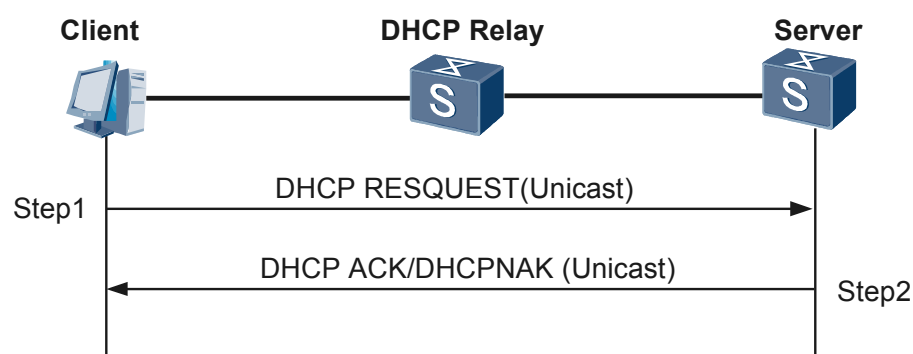 Client
DHCP Relay
Server
S
S
DHCP RESQUEST(Unicast)
Step1
DHCP ACK/DHCPNAK (Unicast)
Step2